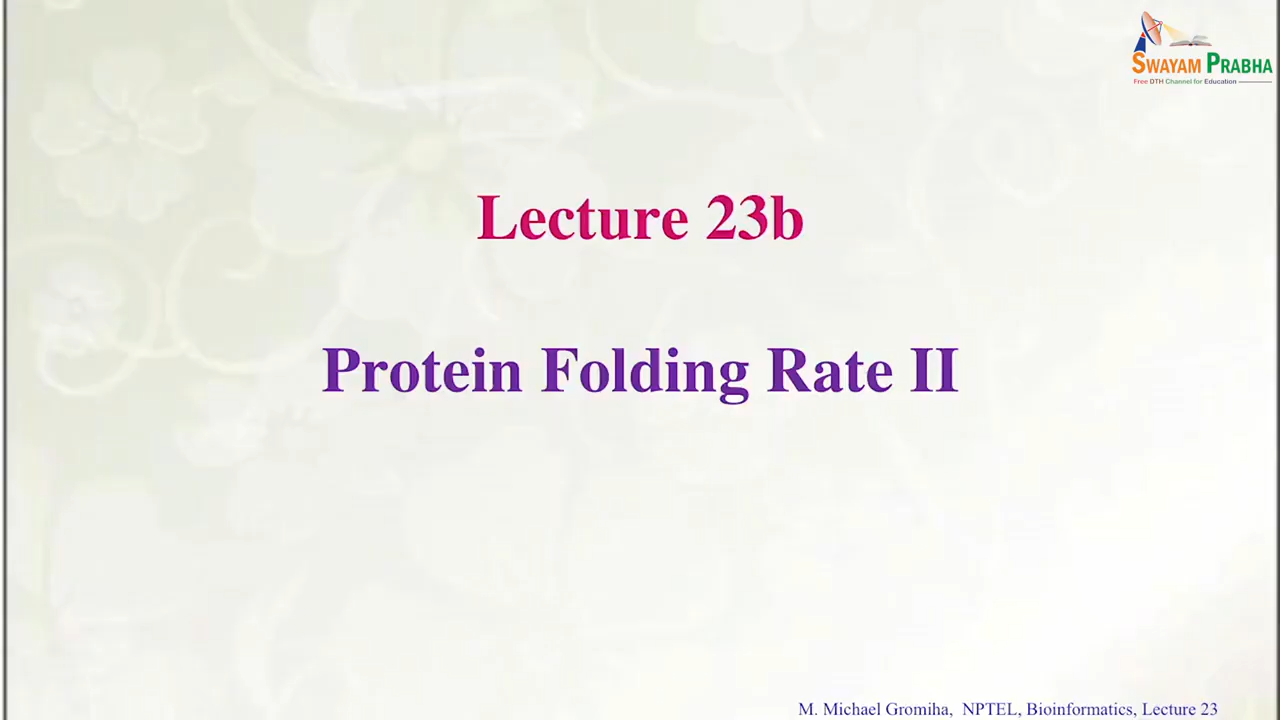 SWAYAM PRABHA
Free DTH Channel for Education
Lecture 23b
Protein Folding Rate II
M. Michael Gromiha, NPTEL, Bioinformatics, Lecture 23